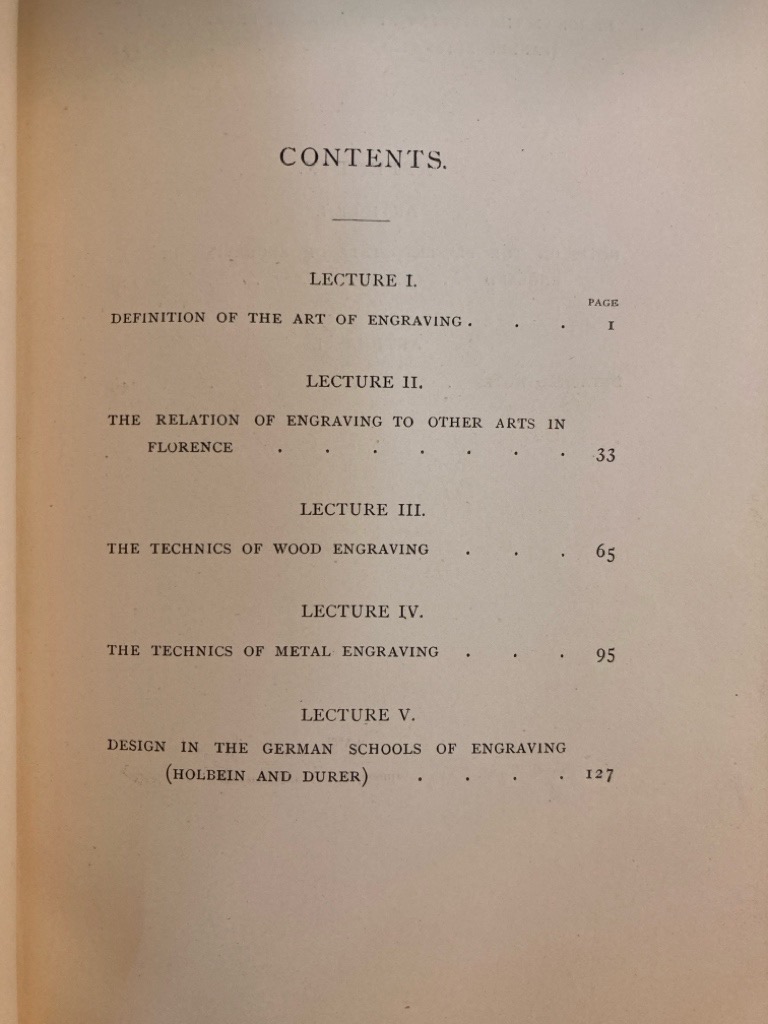 CONTENTS.
LECTURE I.
PAGE
DEFINITION OF THE ART OF ENGRAVING . . . 1
LECTURE II.
THE RELATION OF ENGRAVING TO OTHER ARTS IN
FLORENCE . . . . . . . 33
LECTURE III.
THE TECHNICS OF WOOD ENGRAVING . . . 65
LECTURE IV.
THE TECHNICS OF METAL ENGRAVING . . . 95
LECTURE V.
DESIGN IN THE GERMAN SCHOOLS OF ENGRAVING
(HOLBEIN AND DURER) . . . . 127